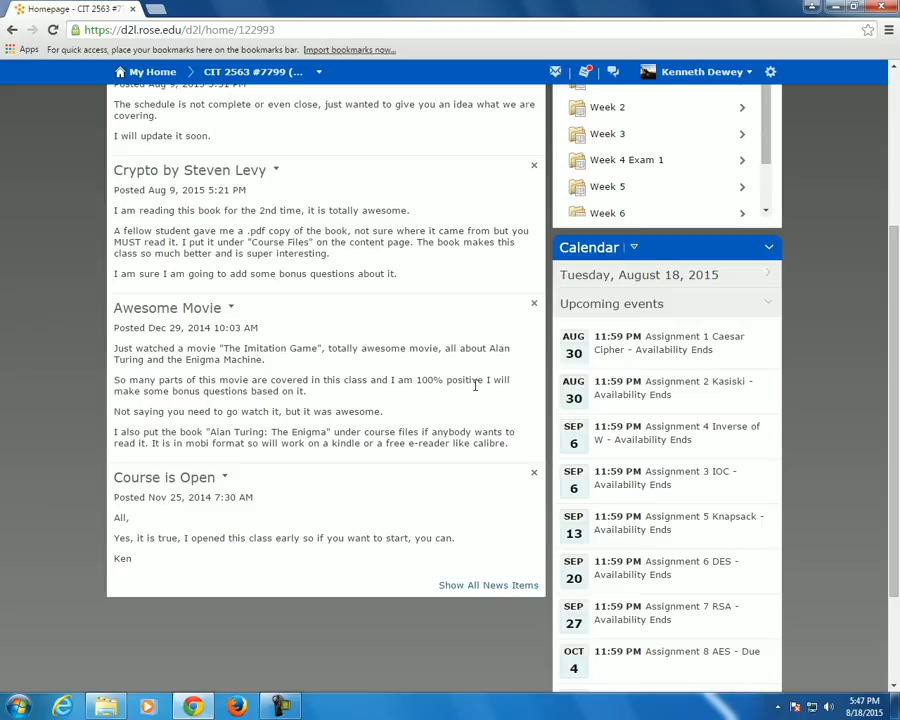 Homepage - CIT 2563 #7
https://d2l.rose.edu/d2l/home/122993
Apps For quick access, place your bookmarks here on the bookmarks bar. Import bookmarks now...
My Home CIT 2563 #7799 (... Kenneth Dewey
Posted Aug 9, 2015 5:31 PM
The schedule is not complete or even close, just wanted to give you an idea what we are
covering.
I will update it soon.
Crypto by Steven Levy
Posted Aug 9, 2015 5:21 PM
I am reading this book for the 2nd time, it is totally awesome.
A fellow student gave me a .pdf copy of the book, not sure where it came from but you
MUST read it. I put it under "Course Files" on the content page. The book makes this
class so much better and is super interesting.
I am sure I am going to add some bonus questions about it.
Awesome Movie
Posted Dec 29, 2014 10:03 AM
Just watched a movie "The Imitation Game", totally awesome movie, all about Alan
Turing and the Enigma Machine.
So many parts of this movie are covered in this class and I am 100% positive I will
make some bonus questions based on it.
Not saying you need to go watch it, but it was awesome.
I also put the book "Alan Turing: The Enigma" under course files if anybody wants to
read it. It is in mobi format so will work on a kindle or a free e-reader like calibre.
Course is Open
Posted Nov 25, 2014 7:30 AM
All,
Yes, it is true, I opened this class early so if you want to start, you can.
Ken
Show All News Items
Week 2
Week 3
Week 4 Exam 1
Week 5
Week 6
Calendar
Tuesday, August 18, 2015
Upcoming events
AUG
30
11:59 PM Assignment 1 Caesar
Cipher - Availability Ends
AUG
30
11:59 PM Assignment 2 Kasiski -
Availability Ends
SEP
6
11:59 PM Assignment 4 Inverse of
W - Availability Ends
SEP
6
11:59 PM Assignment 3 IOC -
Availability Ends
SEP
13
11:59 PM Assignment 5 Knapsack -
Availability Ends
SEP
20
11:59 PM Assignment 6 DES -
Availability Ends
SEP
27
11:59 PM Assignment 7 RSA -
Availability Ends
OCT
4
11:59 PM Assignment 8 AES - Due
5:47 PM
8/18/2015